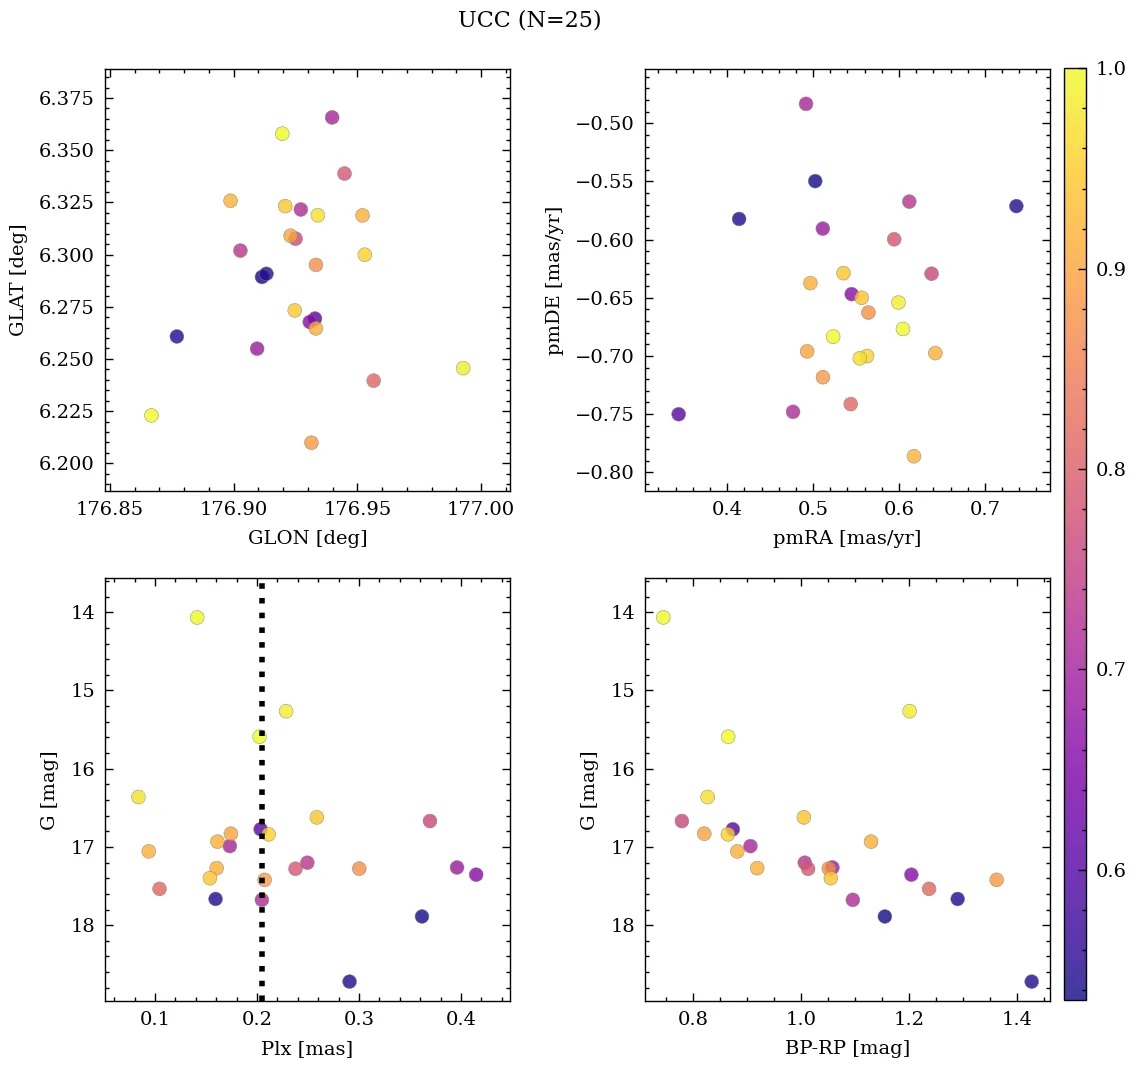 UCC (N=25)
6.375
6.350
6.325
6.300
6.275
6.250
6.225
6.200
GLAT [deg]
176.85 176.90 176.95 177.00
GLON [deg]
−0.50
−0.55
−0.60
−0.65
−0.70
−0.75
−0.80
pmDE [mas/yr]
0.4 0.5 0.6 0.7
pmRA [mas/yr]
1.0
0.9
0.8
0.7
0.6
14
15
16
17
18
G [mag]
0.1 0.2 0.3 0.4
Plx [mas]
14
15
16
17
18
G [mag]
0.8 1.0 1.2 1.4
BP-RP [mag]